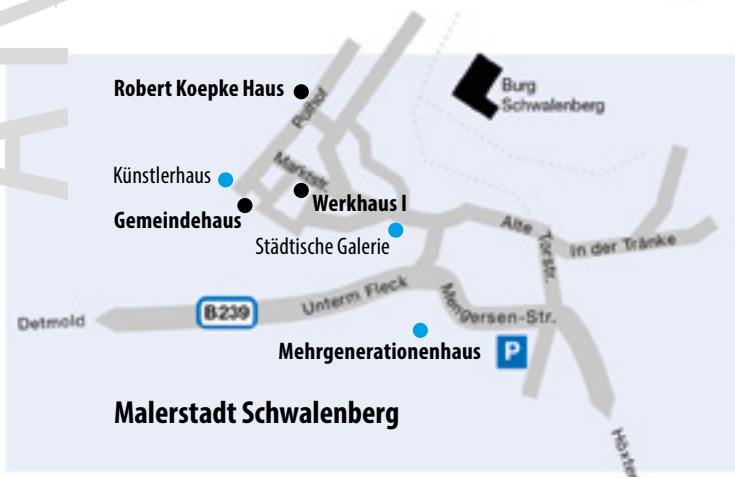 Robert Koepke Haus
Pulhof
Burg
Schwalenberg
Marktstr.
Künstlerhaus
Werkhaus I
Gemeindehaus
Städtische Galerie
Alte
Torstr.
In der Tränke
Unterm Fleck
B239
Mengersen-Str.
Detmold
Mehrgenerationenhaus
P
Malerstadt Schwalenberg